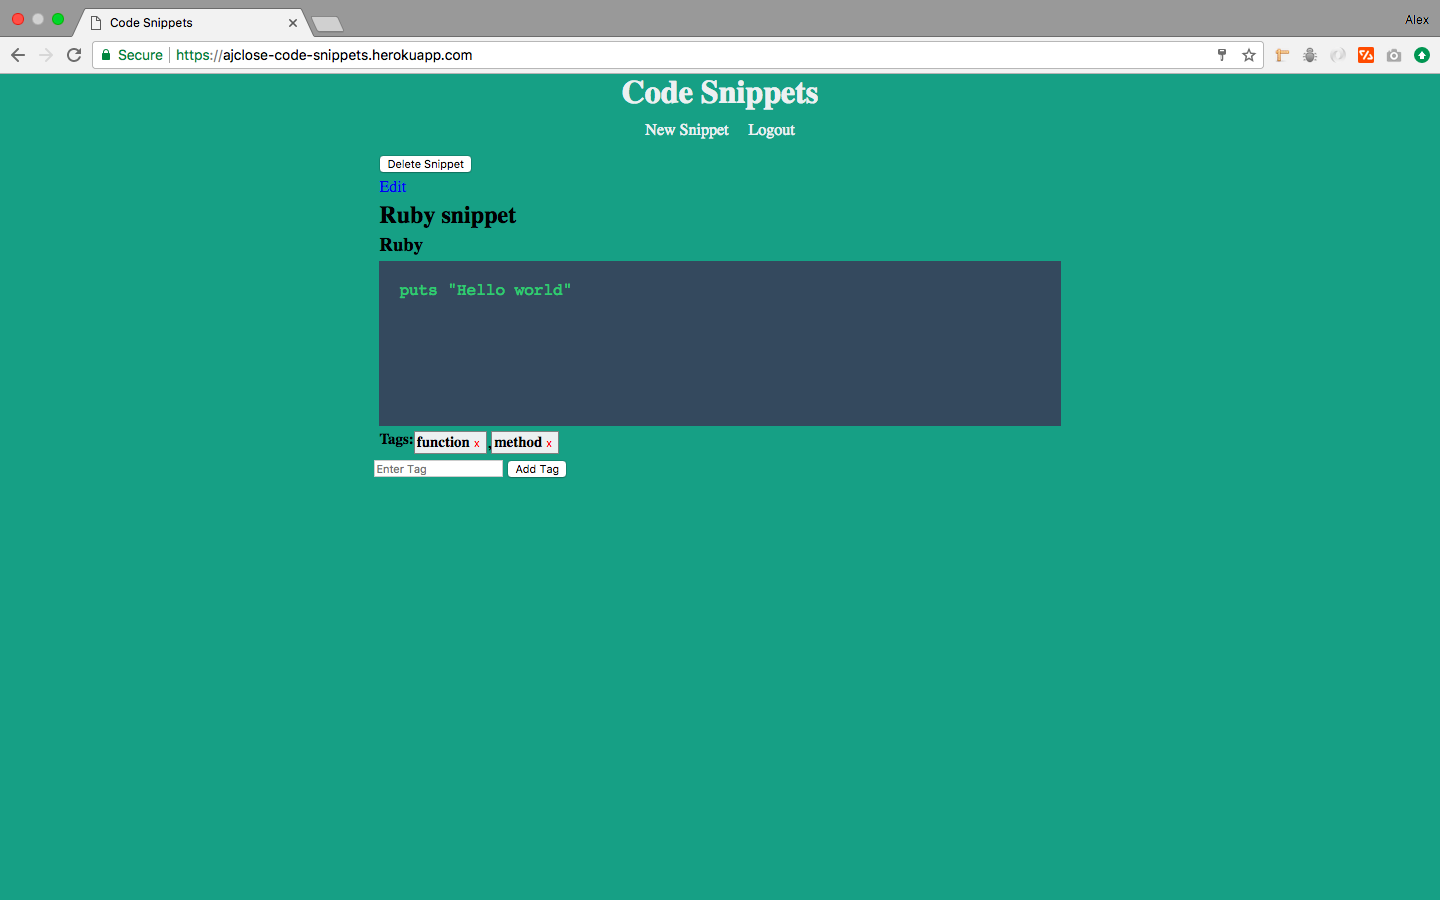 Code Snippets
Alex
Secure https://ajclose-code-snippets.herokuapp.com
Code Snippets
New Snippet Logout
Delete Snippet
Edit
Ruby snippet
Ruby
puts "Hello world"
Tags: function x , method x
Enter Tag Add Tag